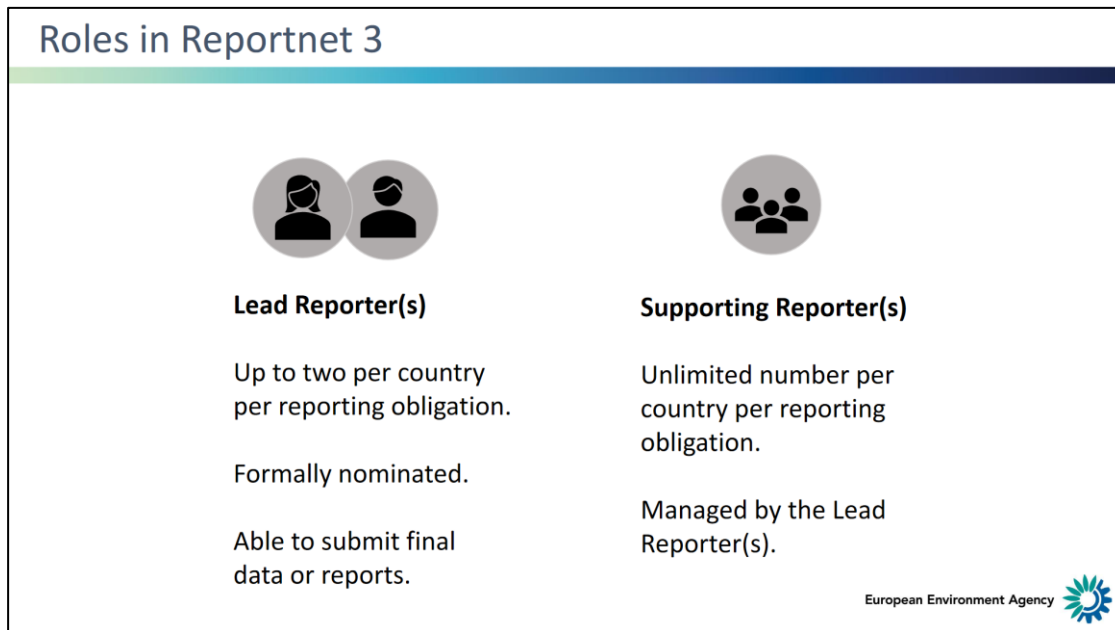 Roles in Reportnet 3
Lead Reporter(s)
Up to two per country
per reporting obligation.
Formally nominated.
Able to submit final
data or reports.
Supporting Reporter(s)
Unlimited number per
country per reporting
obligation.
Managed by the Lead
Reporter(s).
European Environment Agency